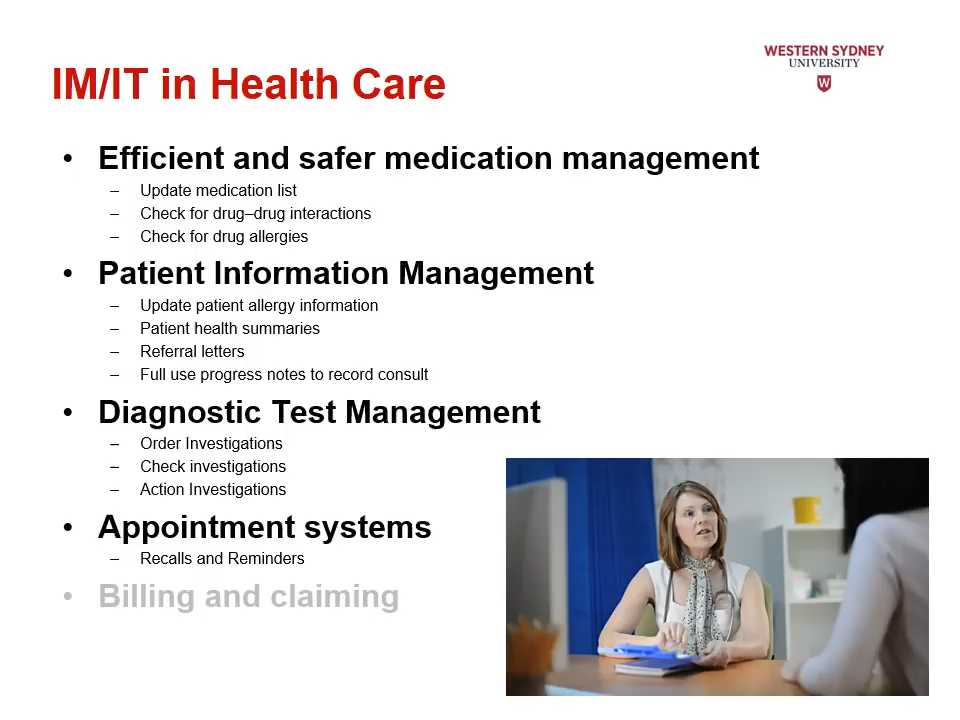 IM/IT in Health Care
WESTERN SYDNEY
UNIVERSITY
W
• Efficient and safer medication management
– Update medication list
– Check for drug–drug interactions
– Check for drug allergies
• Patient Information Management
– Update patient allergy information
– Patient health summaries
– Referral letters
– Full use progress notes to record consult
• Diagnostic Test Management
– Order Investigations
– Check investigations
– Action Investigations
• Appointment systems
– Recalls and Reminders
• Billing and claiming